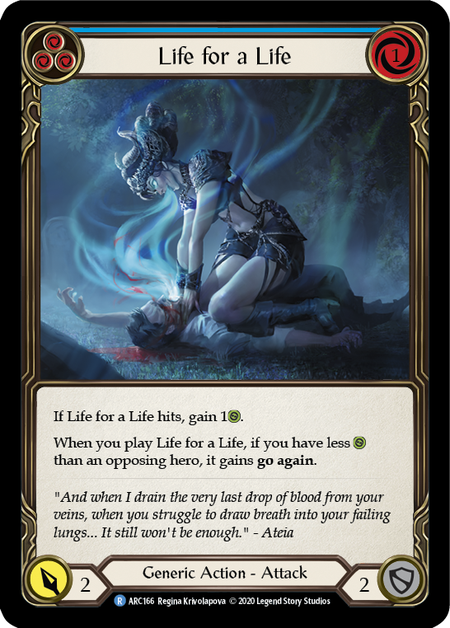 Life for a Life
1
If Life for a Life hits, gain 1.
When you play Life for a Life, if you have less
than an opposing hero, it gains go again.
"And when I drain the very last drop of blood from your
veins, when you struggle to draw breath into your failing
lungs... It still won't be enough." - Ateia
2
Generic Action - Attack
2
R ARC166 Regina Krivolapova © 2020 Legend Story Studios